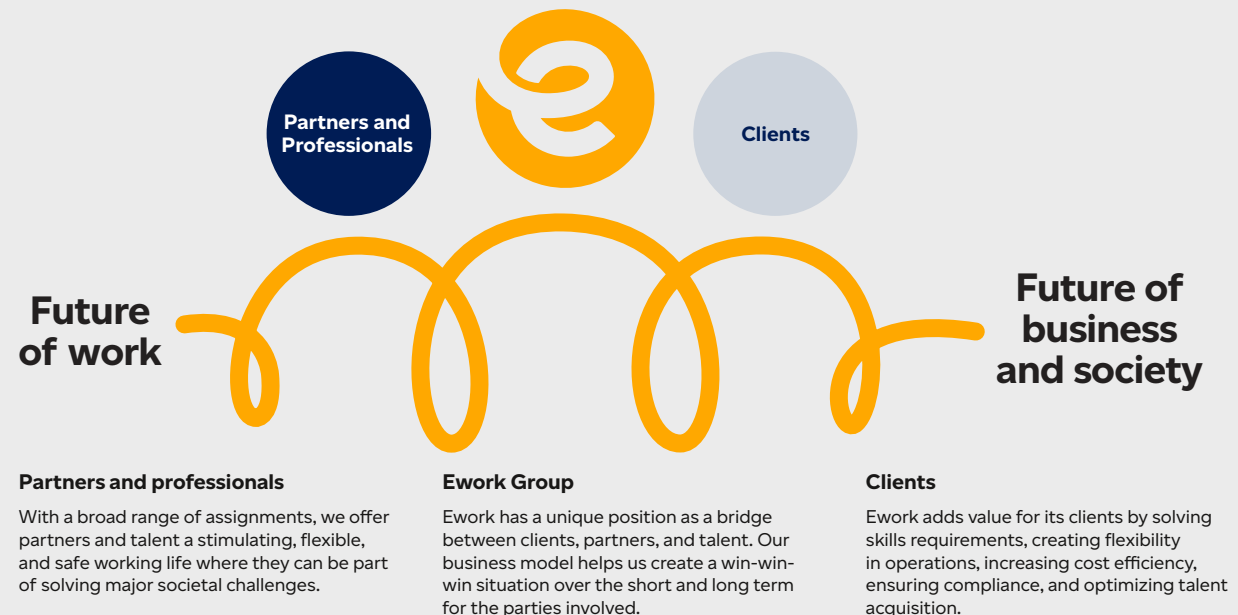 Partners and
Professionals
Clients
Future
of work
Future of
business
and society
Partners and professionals
With a broad range of assignments, we offer
partners and talent a stimulating, flexible,
and safe working life where they can be part
of solving major societal challenges.
Ework Group
Ework has a unique position as a bridge
between clients, partners, and talent. Our
business model helps us create a win-win-
win situation over the short and long term
for the parties involved.
Clients
Ework adds value for its clients by solving
skills requirements, creating flexibility
in operations, increasing cost efficiency,
ensuring compliance, and optimizing talent
acquisition.